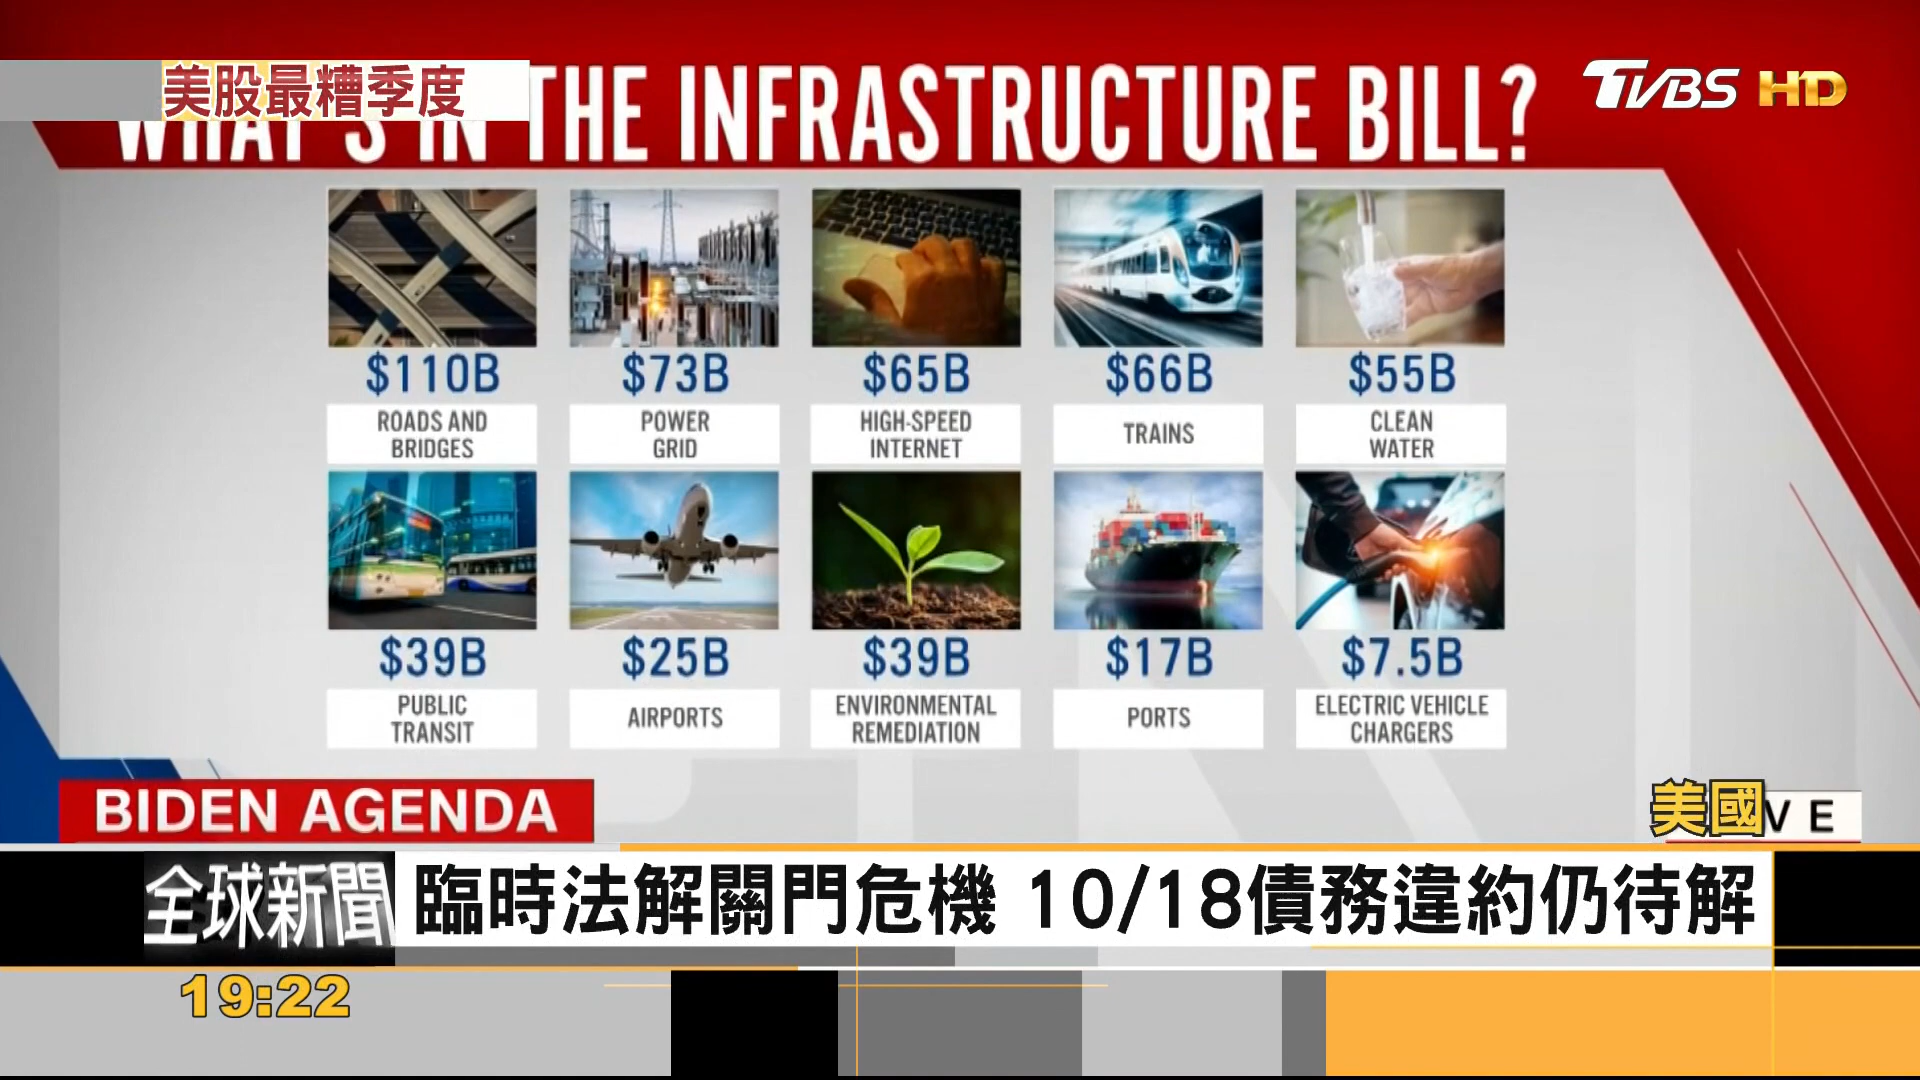 美股最糟季度
WHAT'S IN THE INFRASTRUCTURE BILL?
TVBS HD
$110B
ROADS AND
BRIDGES
$73B
POWER
GRID
$65B
HIGH-SPEED
INTERNET
$66B
TRAINS
$55B
CLEAN
WATER
$39B
PUBLIC
TRANSIT
$25B
AIRPORTS
$39B
ENVIRONMENTAL
REMEDIATION
$17B
PORTS
$7.5B
ELECTRIC VEHICLE
CHARGERS
BIDEN AGENDA
美國
VE
全球新聞
臨時法解關門危機 10/18債務違約仍待解
19:22